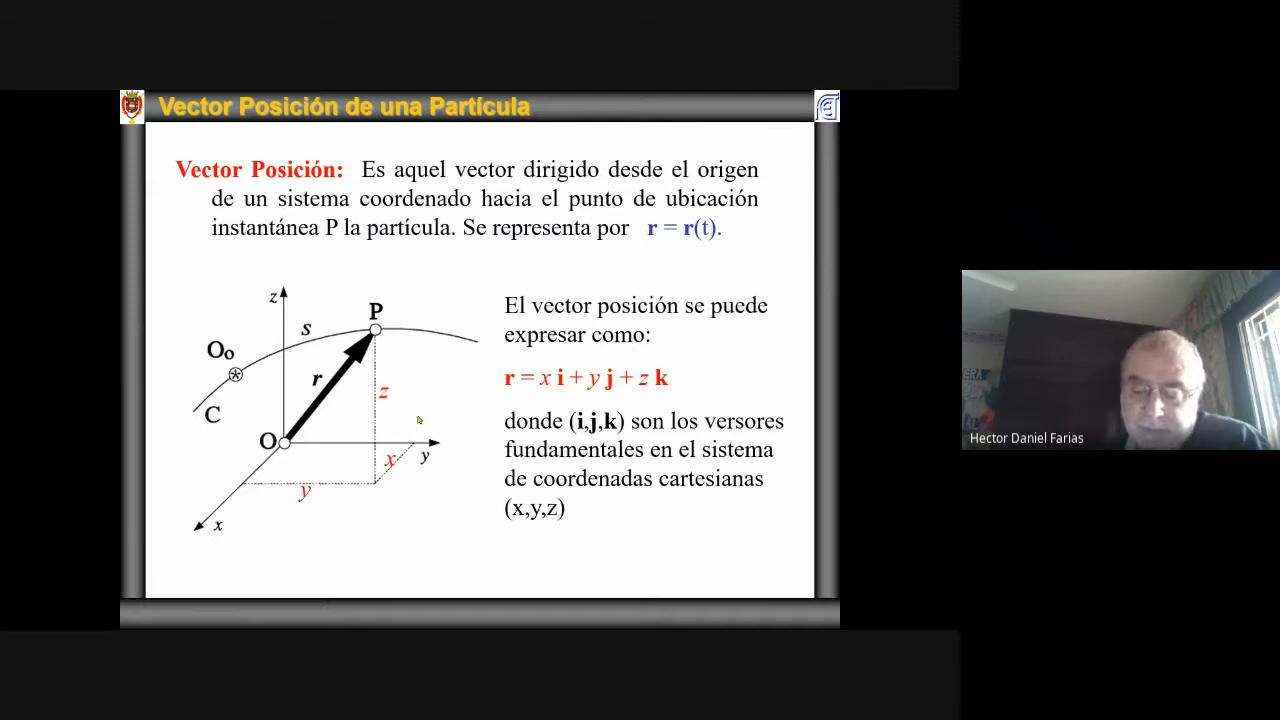 Vector Posición de una Partícula
Vector Posición: Es aquel vector dirigido desde el origen
de un sistema coordenado hacia el punto de ubicación
instantánea P la partícula. Se representa por r = r(t).
z
P
s
O₀
r
z
C
O
x
y
y
x
El vector posición se puede
expresar como:
r = x i + y j + z k
donde (i,j,k) son los versores
fundamentales en el sistema
de coordenadas cartesianas
(x,y,z)
Hector Daniel Farias